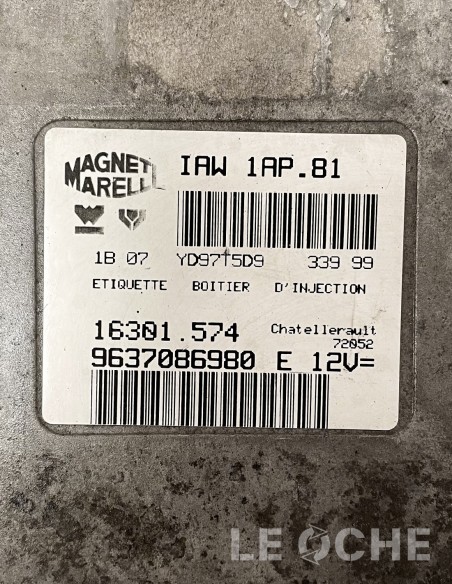 MAGNETI
MARELLI
IAW 1AP.81
1B 07 YD97T5D9 339 99
ETIQUETTE BOITIER D'INJECTION
16301.574 Chatellerault
72052
9637086980 E 12V=
LE OCHE